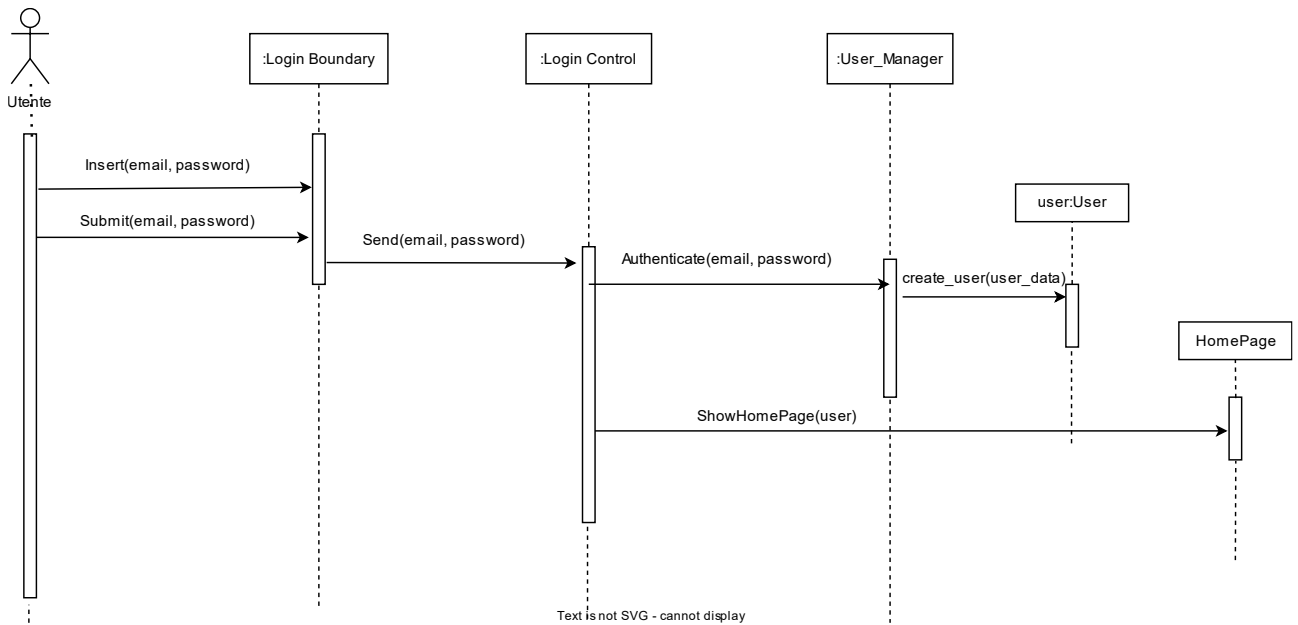 :Login Boundary
:Login Control
:User_Manager
Utente
Insert(email, password)
user:User
Submit(email, password)
Send(email, password)
Authenticate(email, password)
create_user(user_data)
HomePage
ShowHomePage(user)
Text is not SVG - cannot display